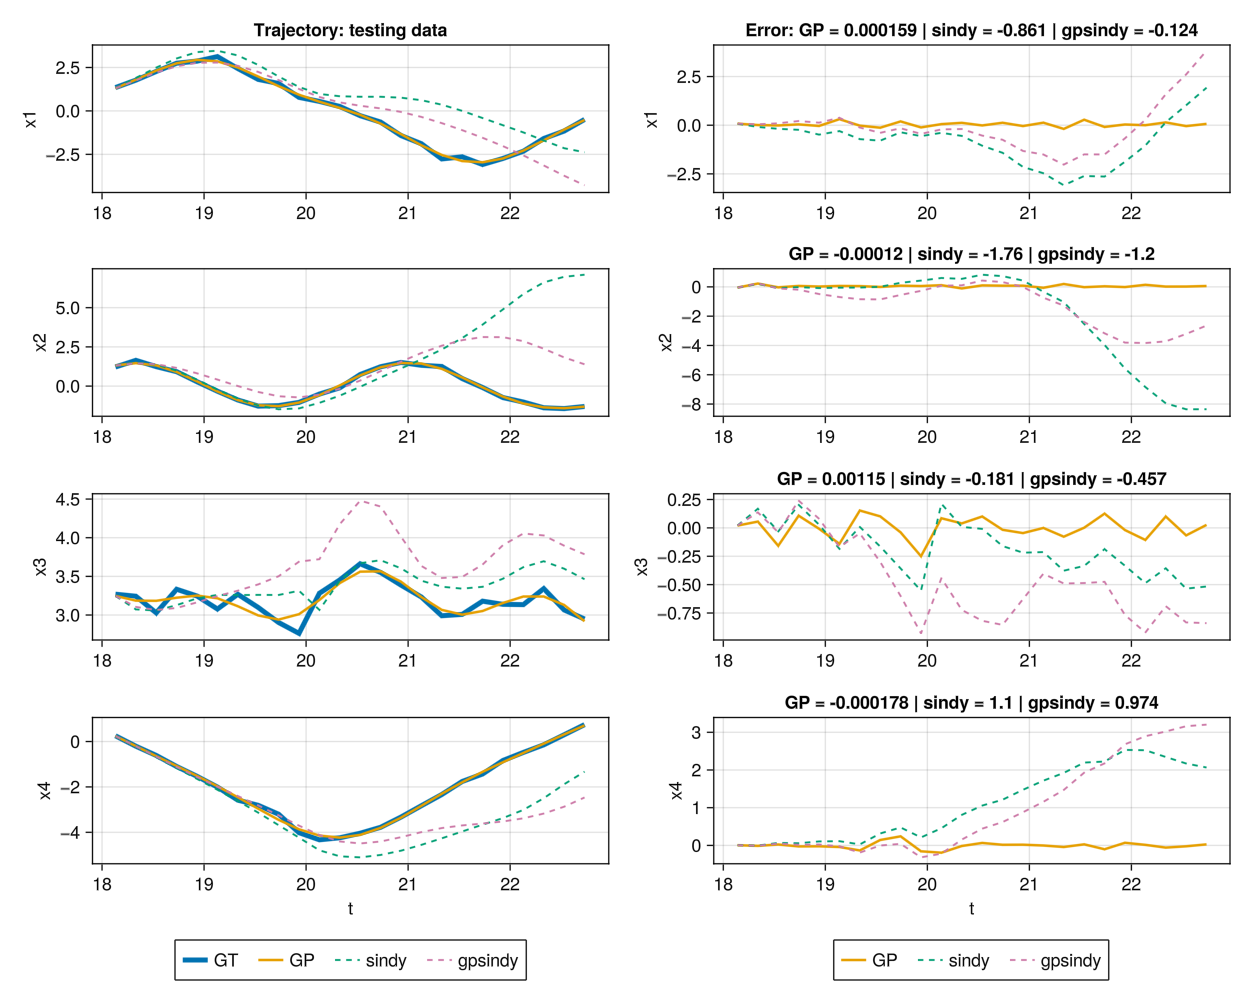 Trajectory: testing data
x1
2.5
0.0
−2.5
18 19 20 21 22
Error: GP = 0.000159 | sindy = -0.861 | gpsindy = -0.124
x1
2.5
0.0
−2.5
18 19 20 21 22
x2
5.0
2.5
0.0
18 19 20 21 22
GP = -0.00012 | sindy = -1.76 | gpsindy = -1.2
x2
0
−2
−4
−6
−8
18 19 20 21 22
x3
4.5
4.0
3.5
3.0
18 19 20 21 22
GP = 0.00115 | sindy = -0.181 | gpsindy = -0.457
x3
0.25
0.00
−0.25
−0.50
−0.75
18 19 20 21 22
x4
0
−2
−4
18 19 20 21 22
t
GP = -0.000178 | sindy = 1.1 | gpsindy = 0.974
x4
3
2
1
0
18 19 20 21 22
t
GT GP sindy gpsindy
GP sindy gpsindy